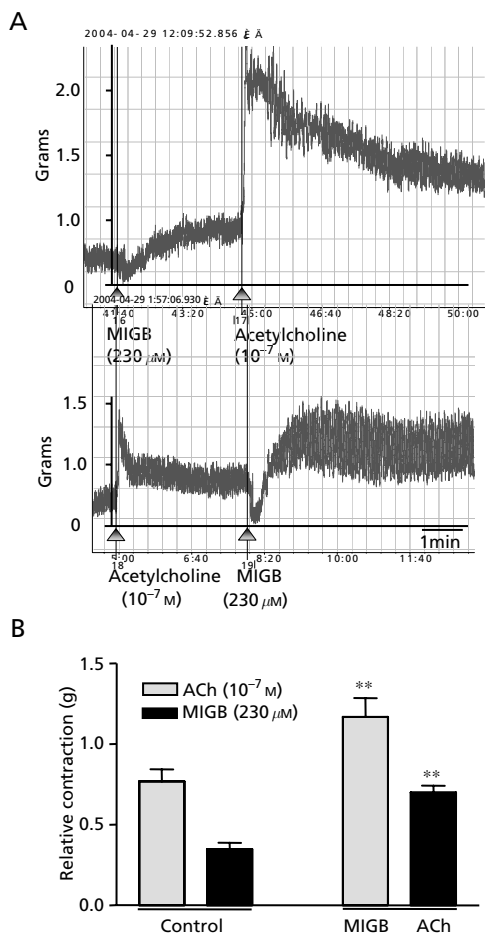 A
2004- 04- 29 12:09:52.856 È Ä
Grams
2.0
1.5
1.0
0
2004-04-29 1:57:06.930 È Ä
41:40 43:20 45:00 46:40 48:20 50:00
16 17
MIGB Acetylcholine
(230 μM) (10⁻⁷ M)
Grams
1.5
1.0
0
1min
5:00 6:40 8:20 10:00 11:40
18 19
Acetylcholine MIGB
(10⁻⁷ M) (230 μM)
B
Relative contraction (g)
1.5
1.0
0.5
0.0
ACh (10⁻⁷ M)
MIGB (230 μM)
**
**
Control MIGB ACh